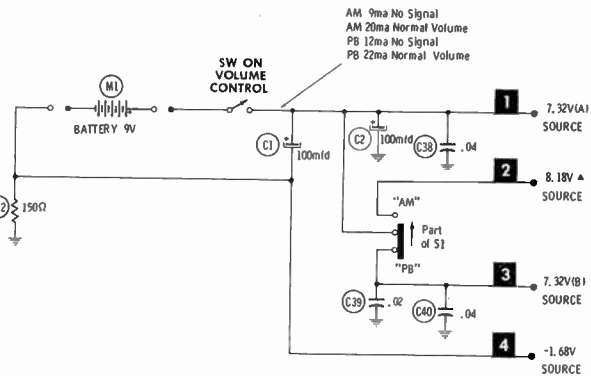 AM 9ma No Signal
AM 20ma Normal Volume
PB 12ma No Signal
PB 22ma Normal Volume
SW ON
VOLUME
CONTROL
M1
BATTERY 9V
1
7.32V(A)
SOURCE
+
C1
100mfd
+
C2
100mfd
C38
.04
2
8.18V ▲
SOURCE
2
150Ω
"AM"
Part
of S1
"PB"
3
7.32V(B)
SOURCE
C39
.02
C40
.04
4
-1.68V
SOURCE